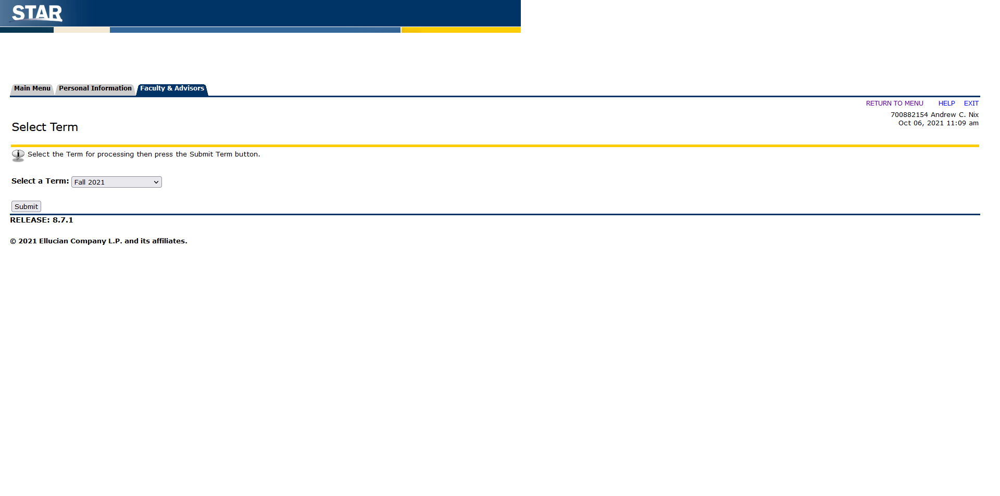 STAR
Main Menu Personal Information Faculty & Advisors
RETURN TO MENU HELP EXIT
700882154 Andrew C. Nix
Oct 06, 2021 11:09 am
Select Term
Select the Term for processing then press the Submit Term button.
Select a Term: Fall 2021
Submit
RELEASE: 8.7.1
© 2021 Ellucian Company L.P. and its affiliates.